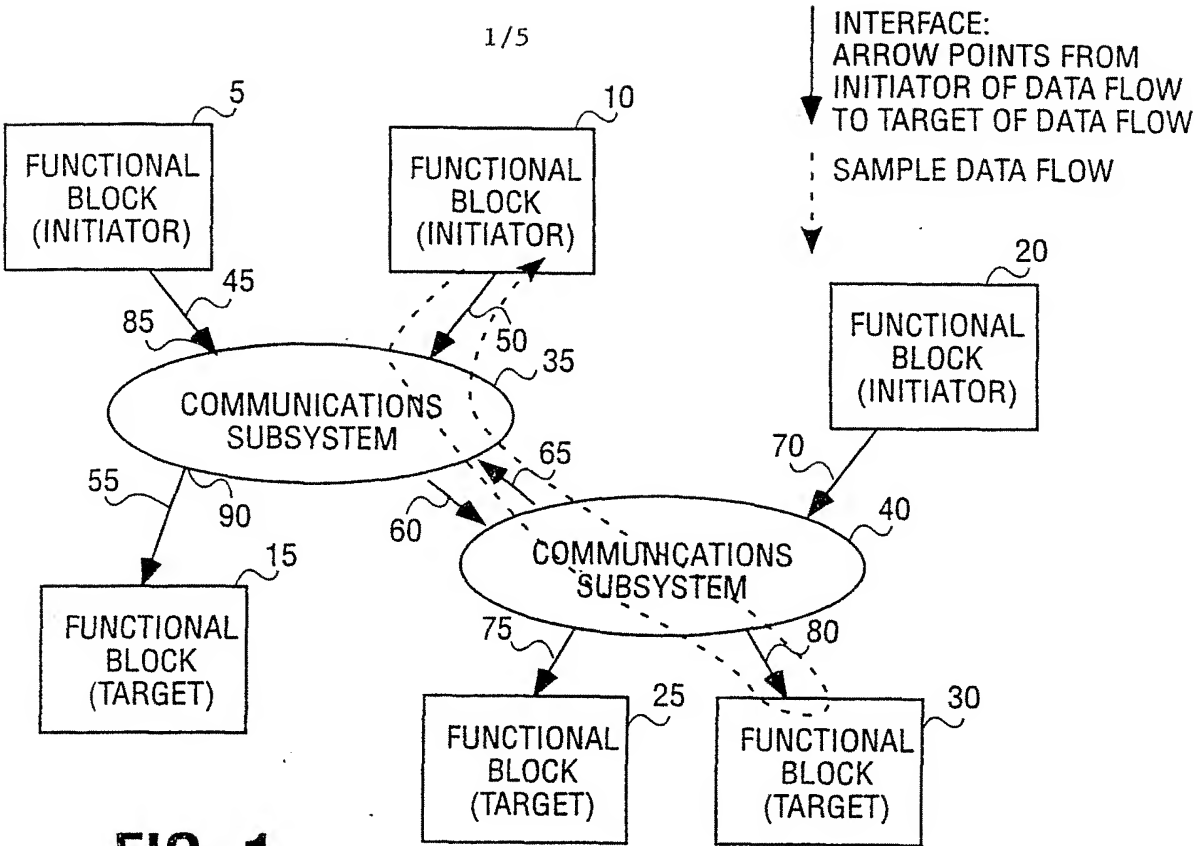 1/5
INTERFACE:
ARROW POINTS FROM
INITIATOR OF DATA FLOW
TO TARGET OF DATA FLOW
SAMPLE DATA FLOW
5
FUNCTIONAL
BLOCK
(INITIATOR)
10
FUNCTIONAL
BLOCK
(INITIATOR)
20
FUNCTIONAL
BLOCK
(INITIATOR)
45
85
50
35
COMMUNICATIONS
SUBSYSTEM
55
90
60
65
70
40
COMMUNICATIONS
SUBSYSTEM
15
FUNCTIONAL
BLOCK
(TARGET)
75
80
25
FUNCTIONAL
BLOCK
(TARGET)
30
FUNCTIONAL
BLOCK
(TARGET)
FIG. 1